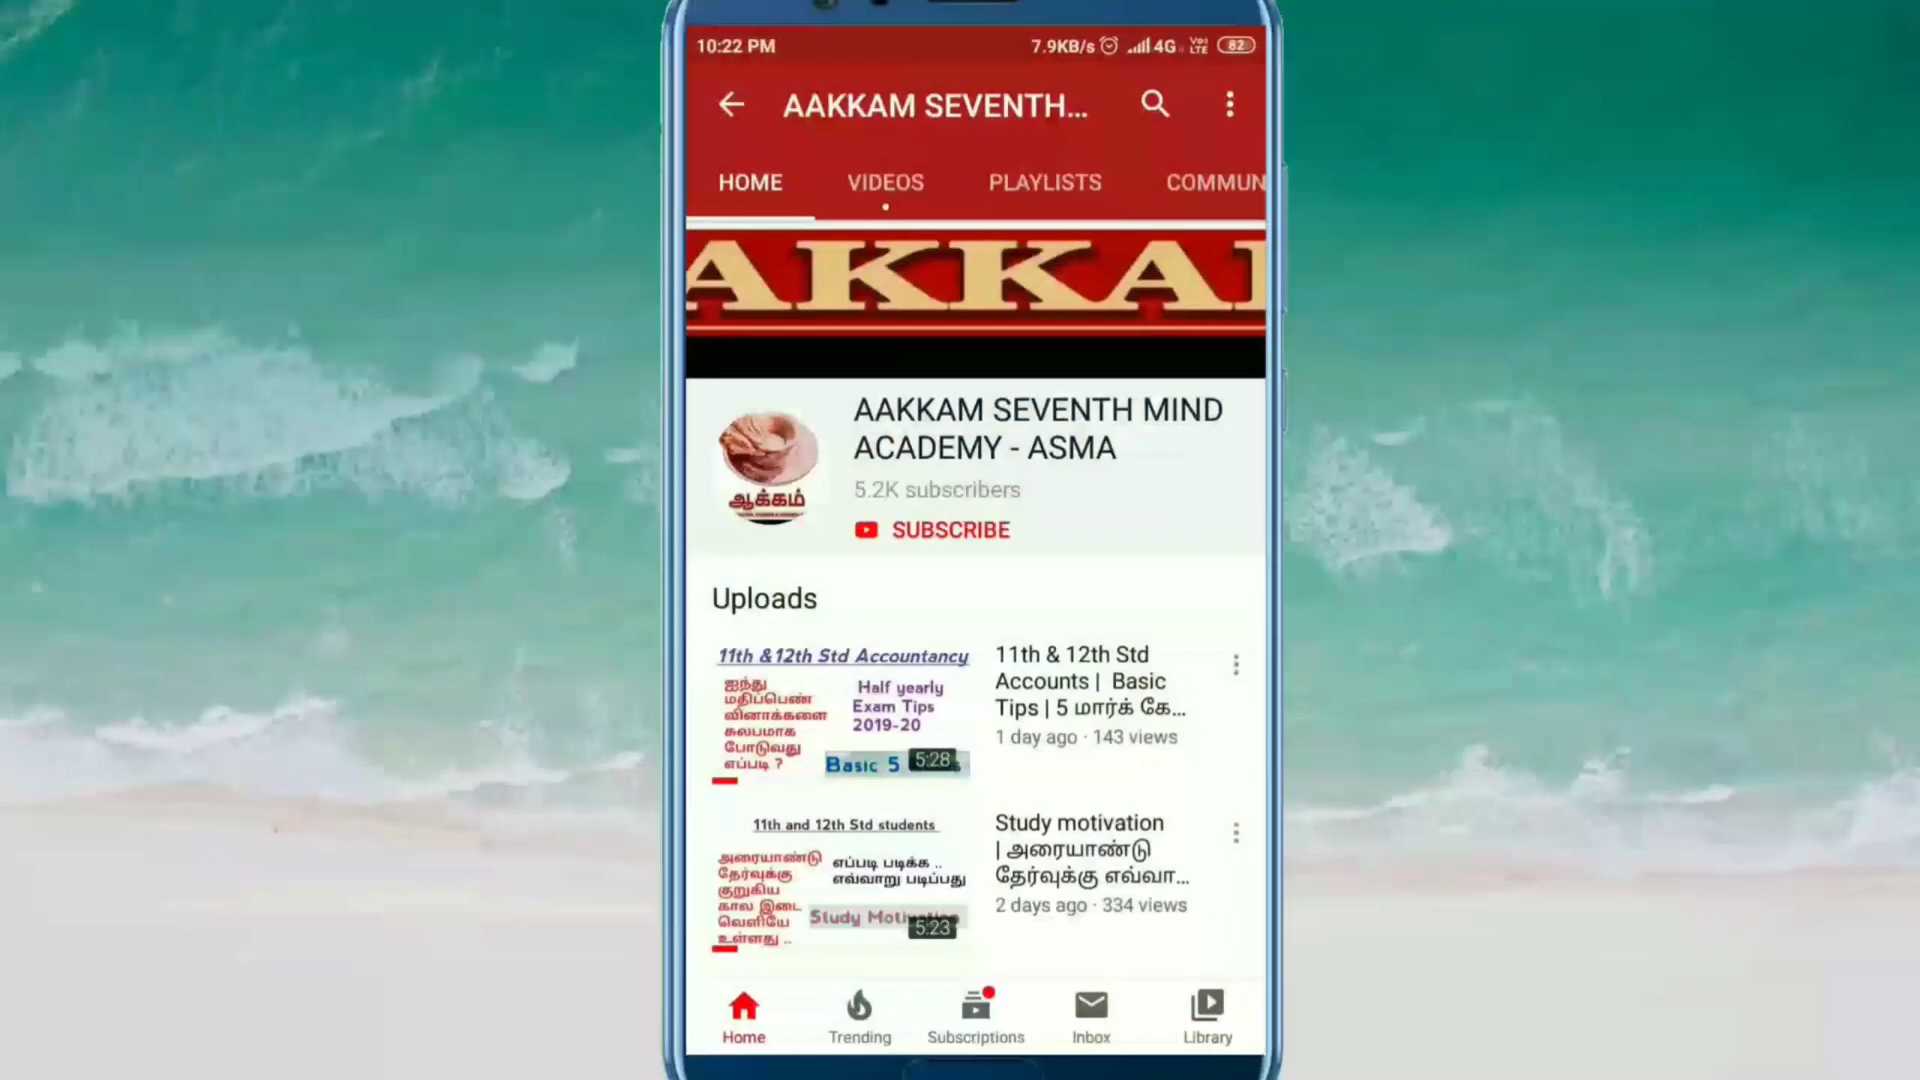 10:22 PM
7.9KB/s 4G VoLTE 82
AAKKAM SEVENTH...
HOME VIDEOS PLAYLISTS COMMUN
AKKA
AAKKAM SEVENTH MIND
ACADEMY - ASMA
5.2K subscribers
ஆக்கம்
SUBSCRIBE
Uploads
11th &12th Std Accountancy
ஐந்து
மதிப்பெண்
வினாக்களை
சுலபமாக
போடுவது
எப்படி ?
Half yearly
Exam Tips
2019-20
Basic 5
5:28
11th & 12th Std
Accounts | Basic
Tips | 5 மார்க் கே...
1 day ago · 143 views
11th and 12th Std students
அரையாண்டு
தேர்வுக்கு
குறுகிய
கால இடை
வெளியே
உள்ளது ..
எப்படி படிக்க ..
எவ்வாறு படிப்பது
Study Motivation
5:23
Study motivation
| அரையாண்டு
தேர்வுக்கு எவ்வா...
2 days ago · 334 views
Home Trending Subscriptions Inbox Library